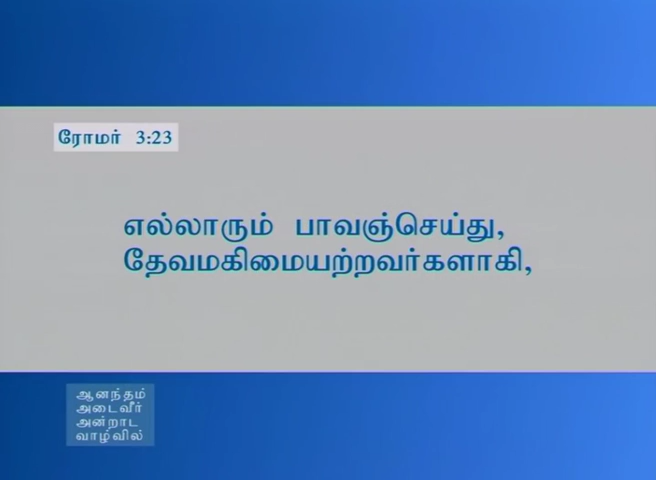 ரோமர் 3:23
எல்லாரும் பாவஞ்செய்து,
தேவமகிமையற்றவர்களாகி,
ஆனந்தம்
அடைவீர்
அன்றாட
வாழ்வில்